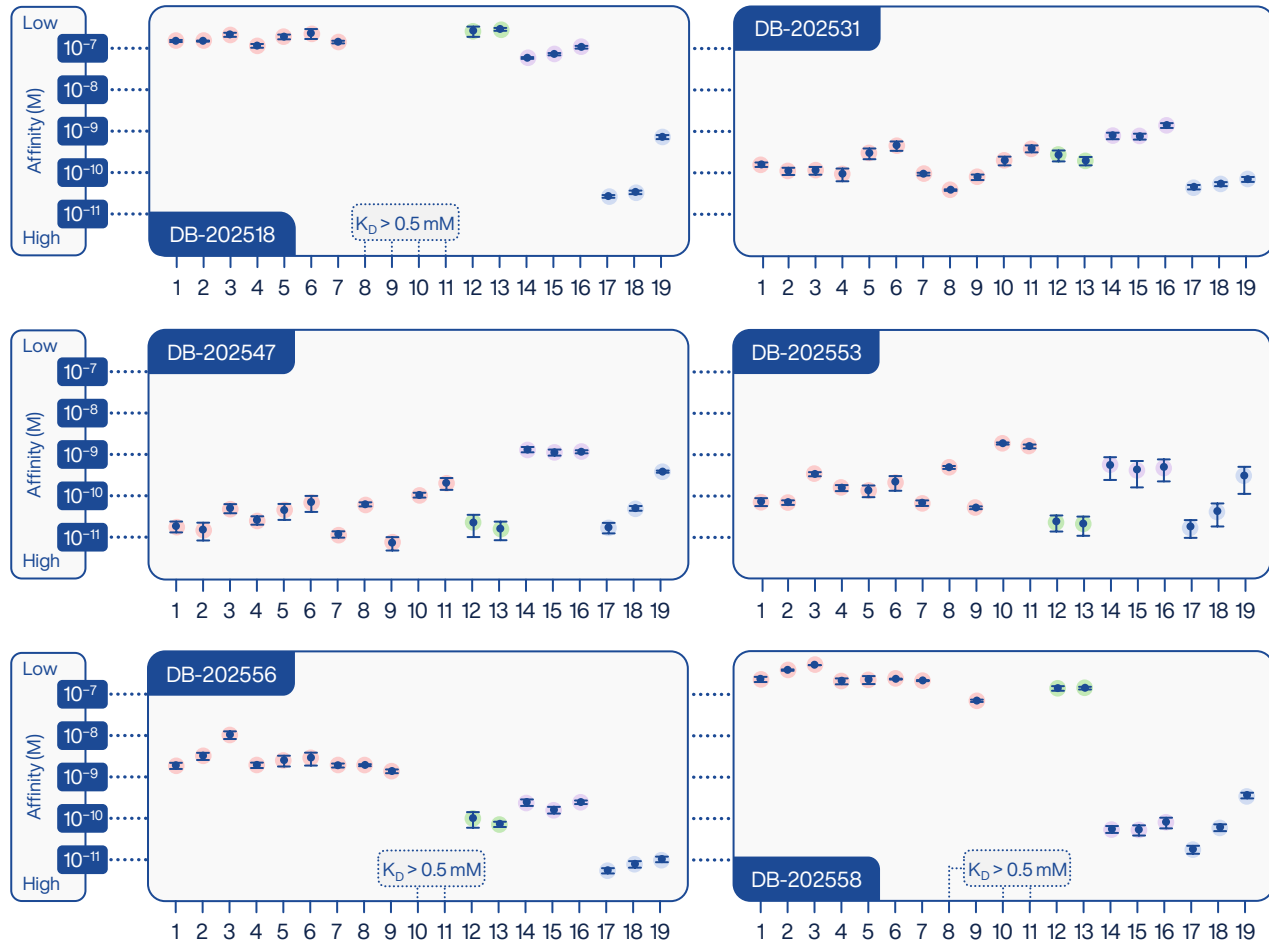 Low
10⁻⁷
10⁻⁸
10⁻⁹
10⁻¹⁰
10⁻¹¹
High
Affinity (M)
DB-202518
K_D > 0.5 mM
1 2 3 4 5 6 7 8 9 10 11 12 13 14 15 16 17 18 19
DB-202531
1 2 3 4 5 6 7 8 9 10 11 12 13 14 15 16 17 18 19
Low
10⁻⁷
10⁻⁸
10⁻⁹
10⁻¹⁰
10⁻¹¹
High
Affinity (M)
DB-202547
1 2 3 4 5 6 7 8 9 10 11 12 13 14 15 16 17 18 19
DB-202553
1 2 3 4 5 6 7 8 9 10 11 12 13 14 15 16 17 18 19
Low
10⁻⁷
10⁻⁸
10⁻⁹
10⁻¹⁰
10⁻¹¹
High
Affinity (M)
DB-202556
K_D > 0.5 mM
1 2 3 4 5 6 7 8 9 10 11 12 13 14 15 16 17 18 19
DB-202558
K_D > 0.5 mM
1 2 3 4 5 6 7 8 9 10 11 12 13 14 15 16 17 18 19